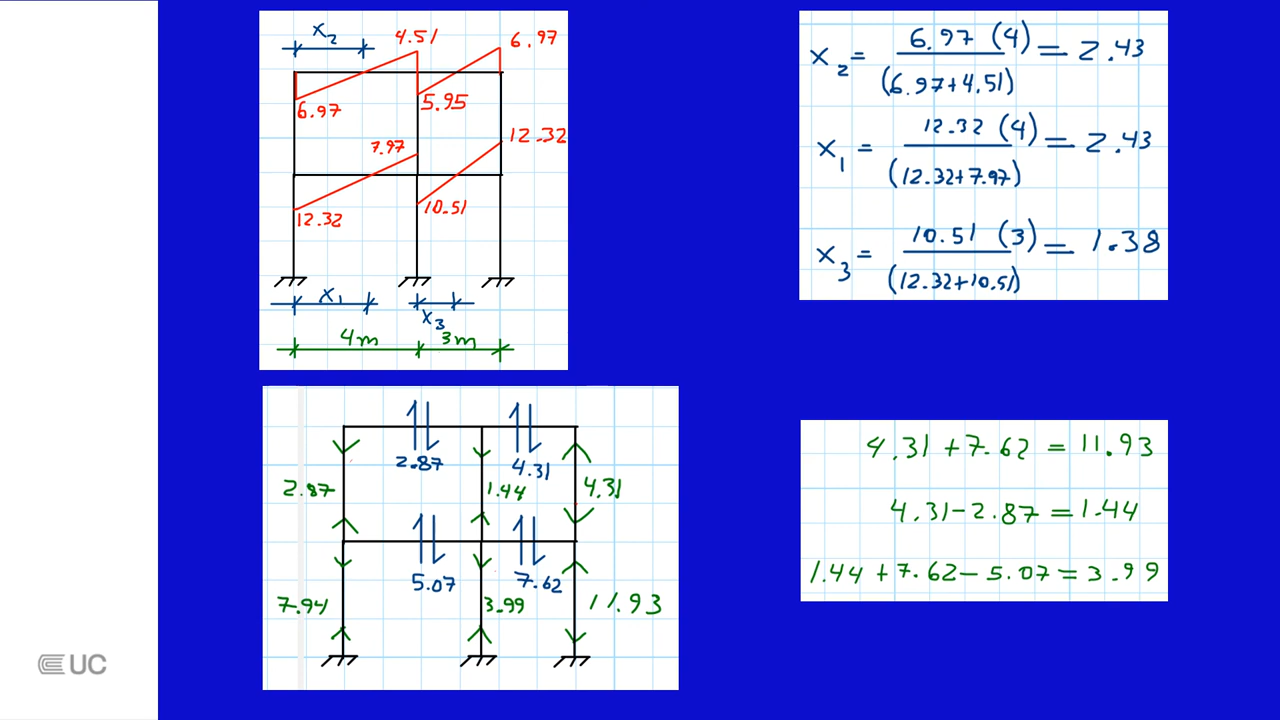 x₂
4.51
6.97
6.97
5.95
12.32
7.97
12.32
10.51
x₁
x₃
4m
3m
x₂ = 6.97 (4) / (6.97+4.51) = 2.43
x₁ = 12.32 (4) / (12.32+7.97) = 2.43
x₃ = 10.51 (3) / (12.32+10.51) = 1.38
2.87
4.31
2.87
1.44
4.31
5.07
7.62
7.94
3.99
11.93
4.31+7.62 = 11.93
4.31-2.87 = 1.44
1.44+7.62-5.07 = 3.99
UC